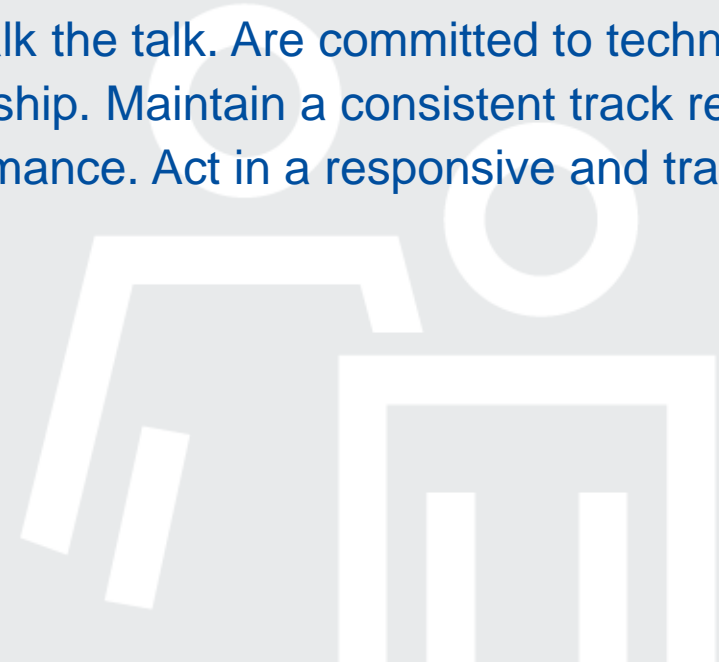 lk the talk. Are committed to techn
ship. Maintain a consistent track re
mance. Act in a responsive and tra